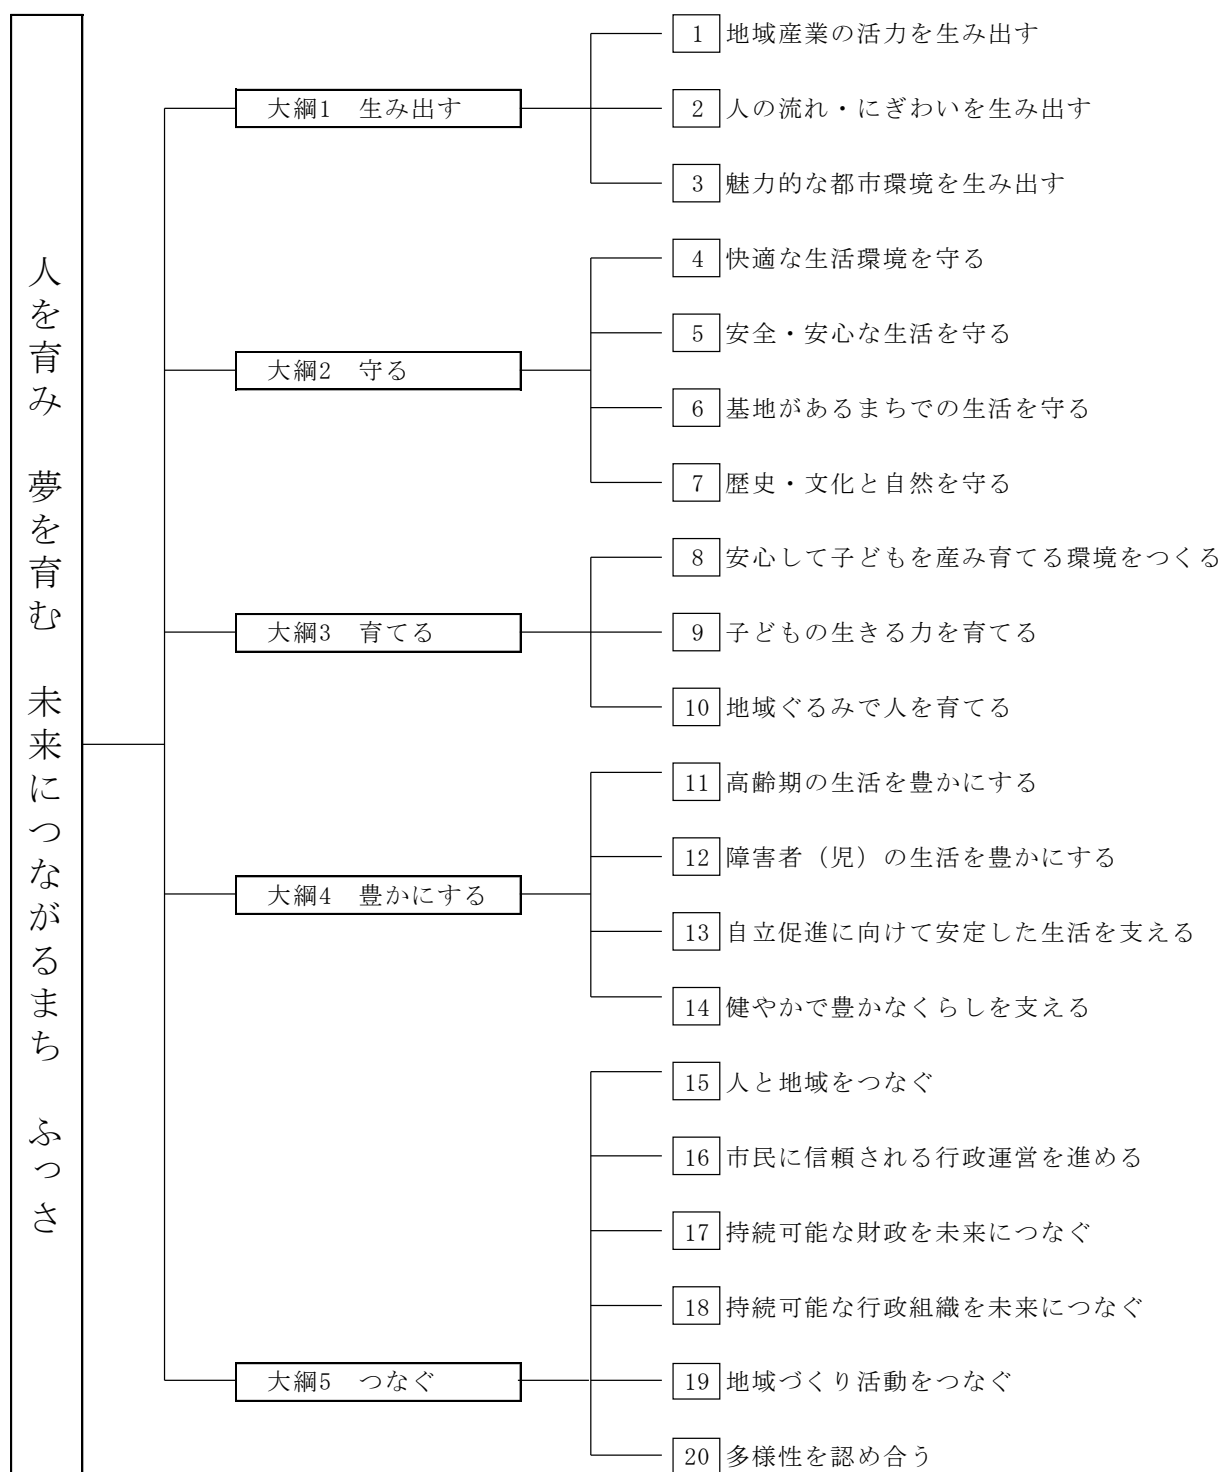 人を育み　夢を育む　未来につながるまち　ふっさ
大綱1　生み出す
1 地域産業の活力を生み出す
2 人の流れ・にぎわいを生み出す
3 魅力的な都市環境を生み出す
大綱2　守る
4 快適な生活環境を守る
5 安全・安心な生活を守る
6 基地があるまちでの生活を守る
7 歴史・文化と自然を守る
大綱3　育てる
8 安心して子どもを産み育てる環境をつくる
9 子どもの生きる力を育てる
10 地域ぐるみで人を育てる
大綱4　豊かにする
11 高齢期の生活を豊かにする
12 障害者（児）の生活を豊かにする
13 自立促進に向けて安定した生活を支える
14 健やかで豊かなくらしを支える
大綱5　つなぐ
15 人と地域をつなぐ
16 市民に信頼される行政運営を進める
17 持続可能な財政を未来につなぐ
18 持続可能な行政組織を未来につなぐ
19 地域づくり活動をつなぐ
20 多様性を認め合う